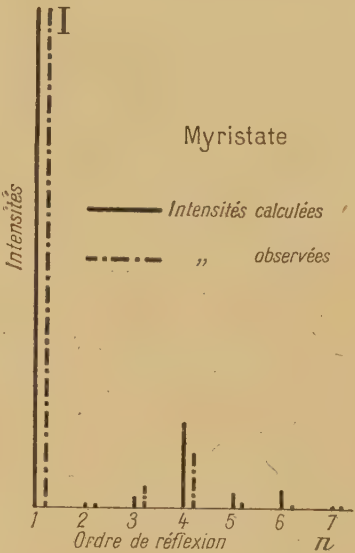 I
Intensités
Myristate
Intensités calculées
„ observées
1 2 3 4 5 6 7
Ordre de réflexion n